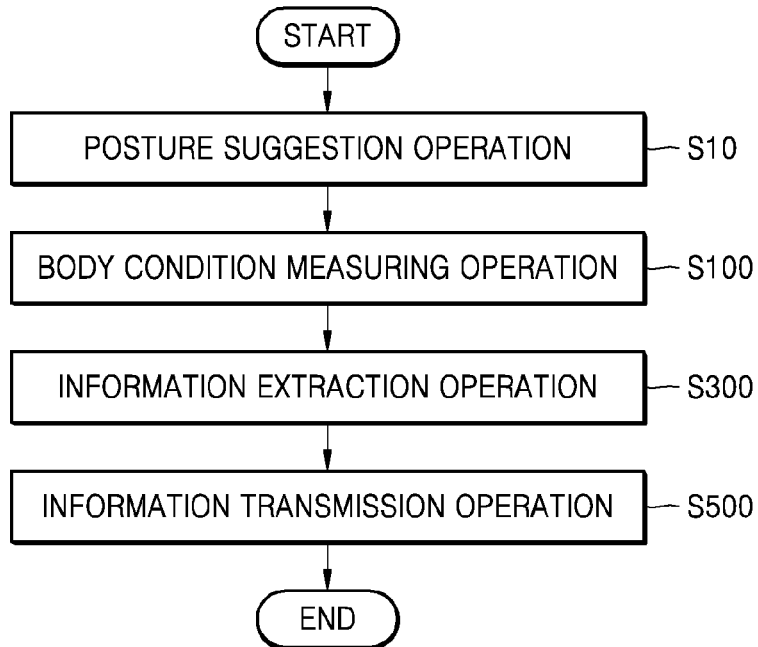 START
POSTURE SUGGESTION OPERATION S10
BODY CONDITION MEASURING OPERATION S100
INFORMATION EXTRACTION OPERATION S300
INFORMATION TRANSMISSION OPERATION S500
END